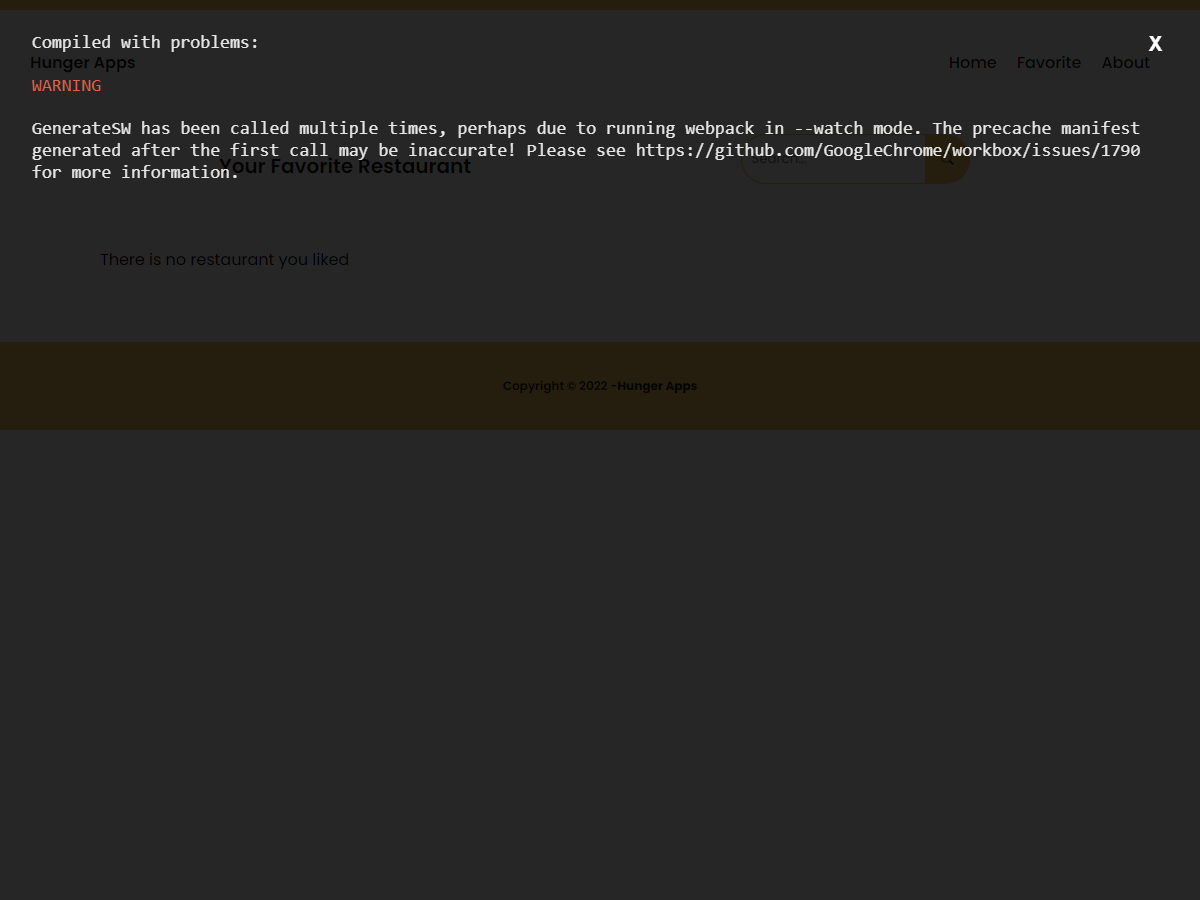 Compiled with problems:
X
Hunger Apps
Home
Favorite
About
WARNING
GenerateSW has been called multiple times, perhaps due to running webpack in --watch mode. The precache manifest
generated after the first call may be inaccurate! Please see https://github.com/GoogleChrome/workbox/issues/1790
for more information.
Your Favorite Restaurant
Search...
There is no restaurant you liked
Copyright © 2022 -Hunger Apps